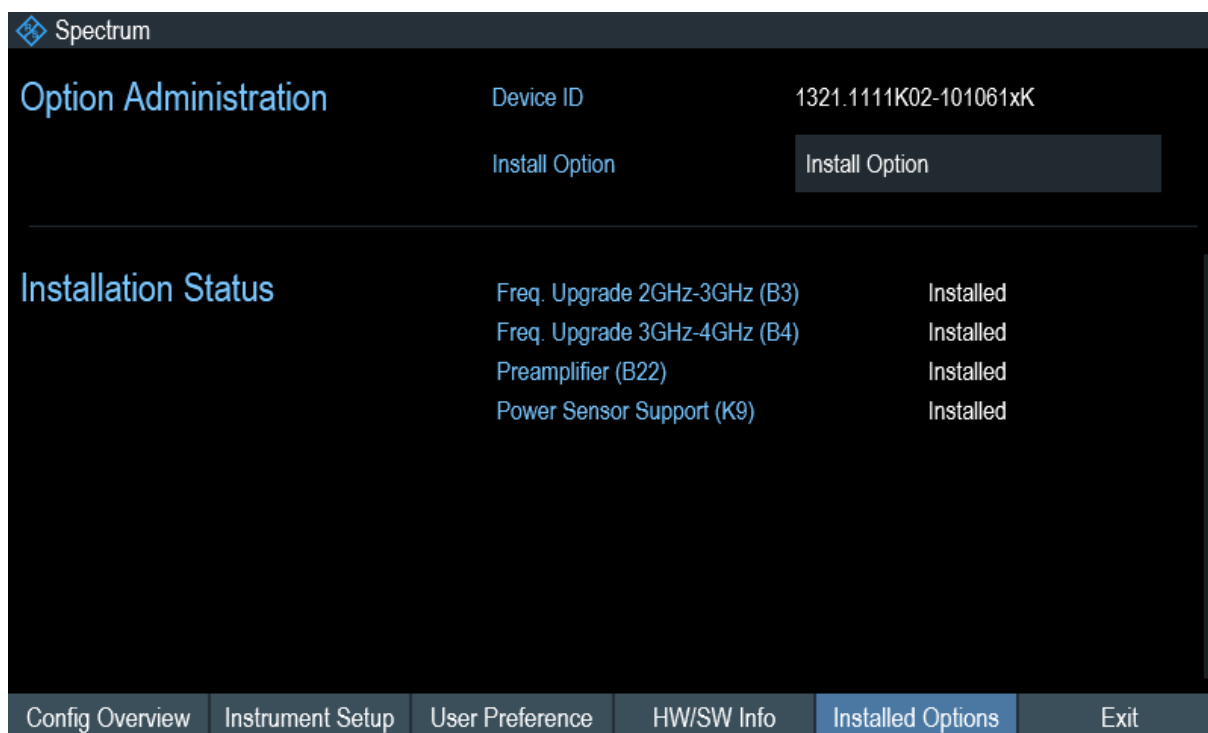 Spectrum
Option Administration
Device ID 1321.1111K02-101061xK
Install Option Install Option
Installation Status
Freq. Upgrade 2GHz-3GHz (B3) Installed
Freq. Upgrade 3GHz-4GHz (B4) Installed
Preamplifier (B22) Installed
Power Sensor Support (K9) Installed
Config Overview Instrument Setup User Preference HW/SW Info Installed Options Exit